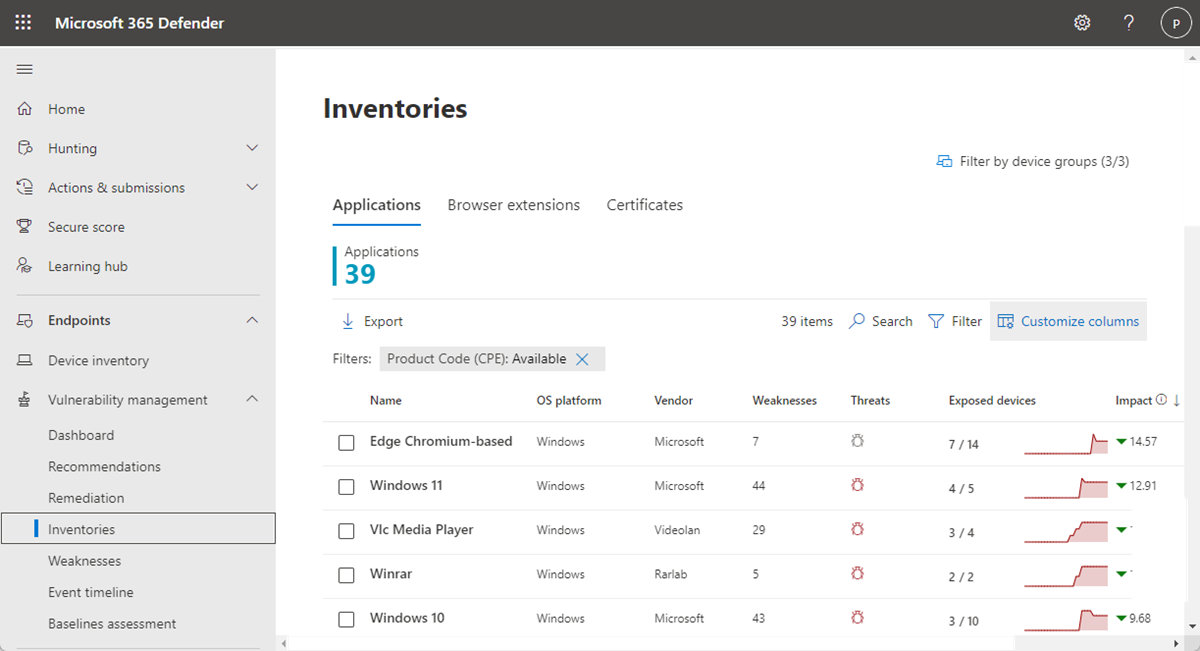 Microsoft 365 Defender
?
P
Home
Hunting
Actions & submissions
Secure score
Learning hub
Endpoints
Device inventory
Vulnerability management
Dashboard
Recommendations
Remediation
Inventories
Weaknesses
Event timeline
Baselines assessment
Inventories
Filter by device groups (3/3)
Applications Browser extensions Certificates
Applications
39
Export 39 items Search Filter Customize columns
Filters: Product Code (CPE): Available
Name OS platform Vendor Weaknesses Threats Exposed devices Impact
Edge Chromium-based Windows Microsoft 7 7 / 14 14.57
Windows 11 Windows Microsoft 44 4 / 5 12.91
Vlc Media Player Windows Videolan 29 3 / 4
Winrar Windows Rarlab 5 2 / 2
Windows 10 Windows Microsoft 43 3 / 10 9.68